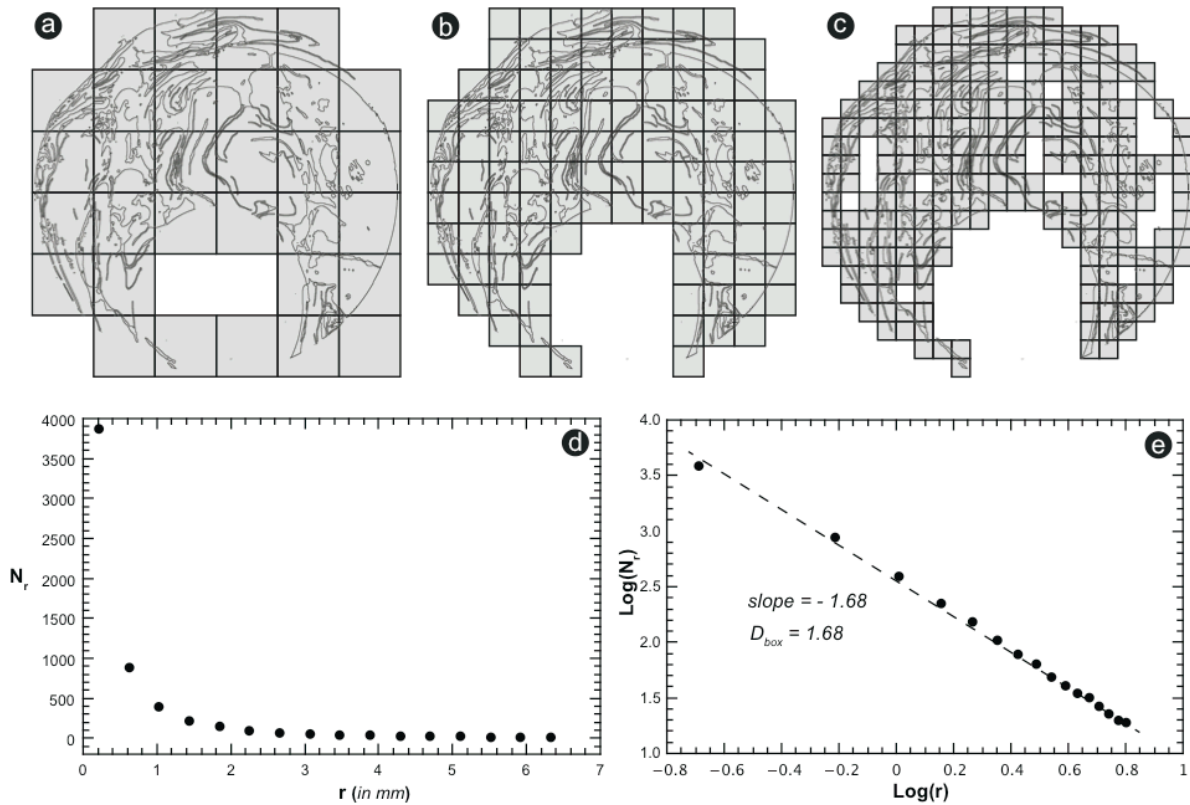 a
b
c
d
4000
3500
3000
2500
2000
1500
1000
500
0
N_r
0 1 2 3 4 5 6 7
r (in mm)
e
4.0
3.5
3.0
2.5
2.0
1.5
1.0
Log(N_r)
slope = - 1.68
D_box = 1.68
−0.8 −0.6 −0.4 −0.2 0 0.2 0.4 0.6 0.8 1
Log(r)